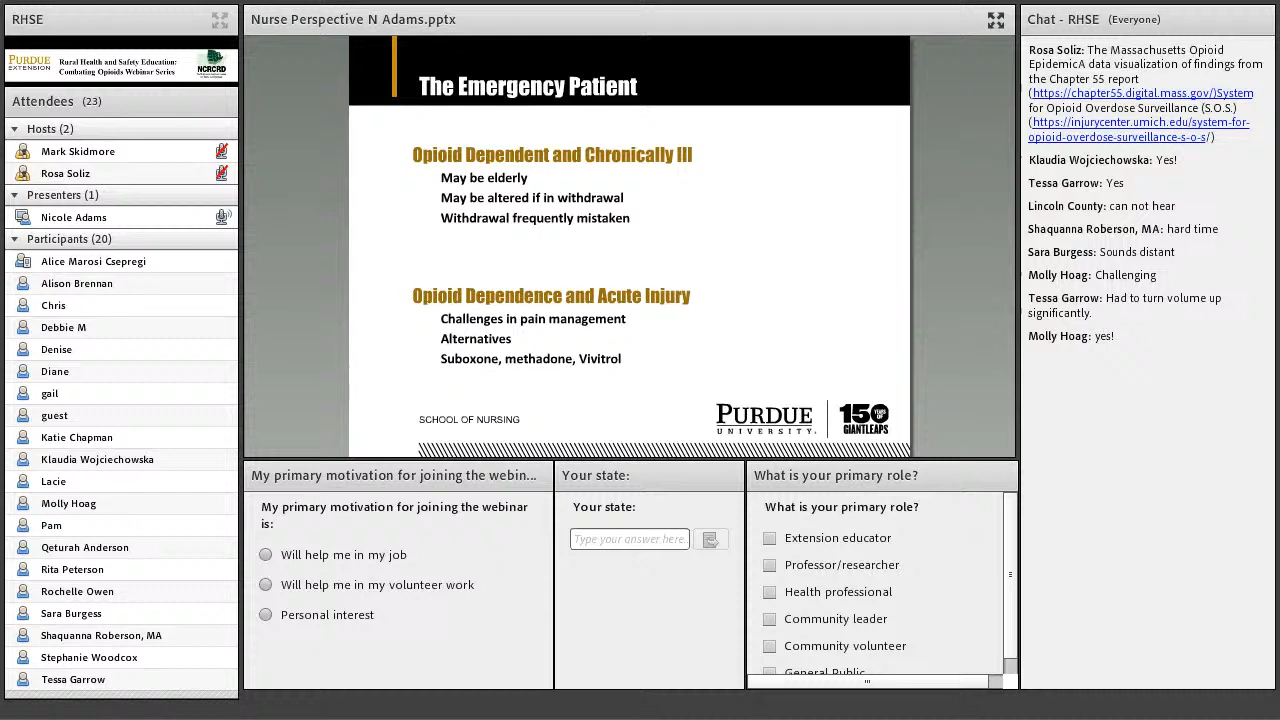 RHSE
PURDUE
EXTENSION
Rural Health and Safety Education:
Combating Opioids Webinar Series
NCRCRD
Attendees (23)
Hosts (2)
Mark Skidmore
Rosa Soliz
Presenters (1)
Nicole Adams
Participants (20)
Alice Marosi Csepregi
Alison Brennan
Chris
Debbie M
Denise
Diane
gail
guest
Katie Chapman
Klaudia Wojciechowska
Lacie
Molly Hoag
Pam
Qeturah Anderson
Rita Peterson
Rochelle Owen
Sara Burgess
Shaquanna Roberson, MA
Stephanie Woodcox
Tessa Garrow
Nurse Perspective N Adams.pptx
The Emergency Patient
Opioid Dependent and Chronically Ill
May be elderly
May be altered if in withdrawal
Withdrawal frequently mistaken
Opioid Dependence and Acute Injury
Challenges in pain management
Alternatives
Suboxone, methadone, Vivitrol
SCHOOL OF NURSING
PURDUE
UNIVERSITY.
150
YEARS OF
GIANT LEAPS
My primary motivation for joining the webin...
My primary motivation for joining the webinar
is:
Will help me in my job
Will help me in my volunteer work
Personal interest
Your state:
Your state:
Type your answer here.
What is your primary role?
What is your primary role?
Extension educator
Professor/researcher
Health professional
Community leader
Community volunteer
General Public
Chat - RHSE (Everyone)
Rosa Soliz: The Massachusetts Opioid
EpidemicA data visualization of findings from
the Chapter 55 report
(https://chapter55.digital.mass.gov/)System
for Opioid Overdose Surveillance (S.O.S.)
(https://injurycenter.umich.edu/system-for-
opioid-overdose-surveillance-s-o-s/)
Klaudia Wojciechowska: Yes!
Tessa Garrow: Yes
Lincoln County: can not hear
Shaquanna Roberson, MA: hard time
Sara Burgess: Sounds distant
Molly Hoag: Challenging
Tessa Garrow: Had to turn volume up
significantly.
Molly Hoag: yes!